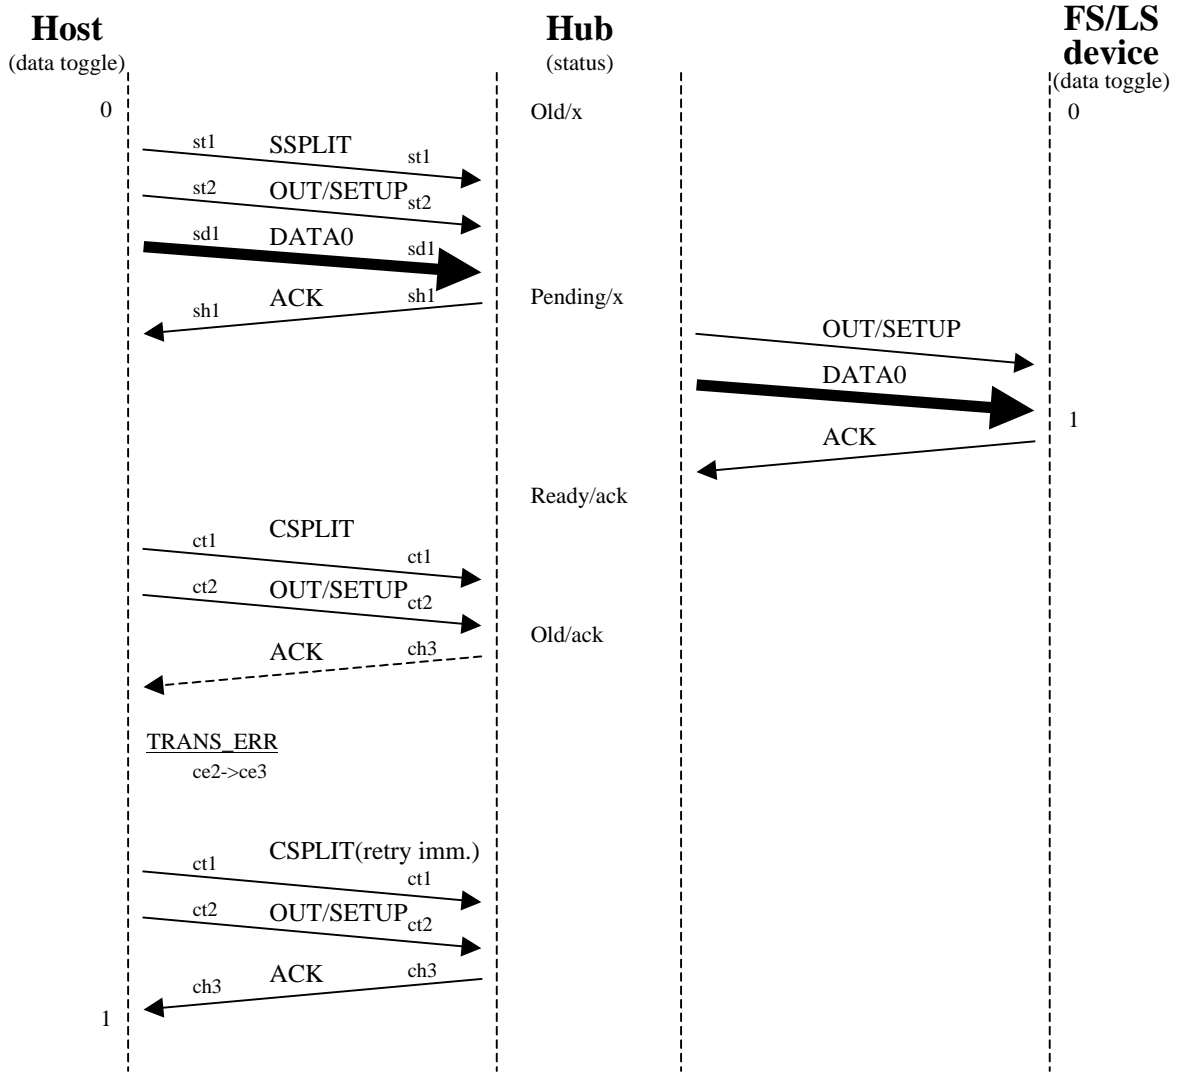 Host
(data toggle)
Hub
(status)
FS/LS
device
(data toggle)
0
Old/x
0
st1 SSPLIT st1
st2 OUT/SETUP st2
sd1 DATA0 sd1
sh1 ACK sh1
Pending/x
OUT/SETUP
DATA0
1
ACK
Ready/ack
ct1 CSPLIT ct1
ct2 OUT/SETUP ct2
Old/ack
ACK ch3
TRANS_ERR
ce2->ce3
ct1 CSPLIT(retry imm.) ct1
ct2 OUT/SETUP ct2
ch3 ACK ch3
1